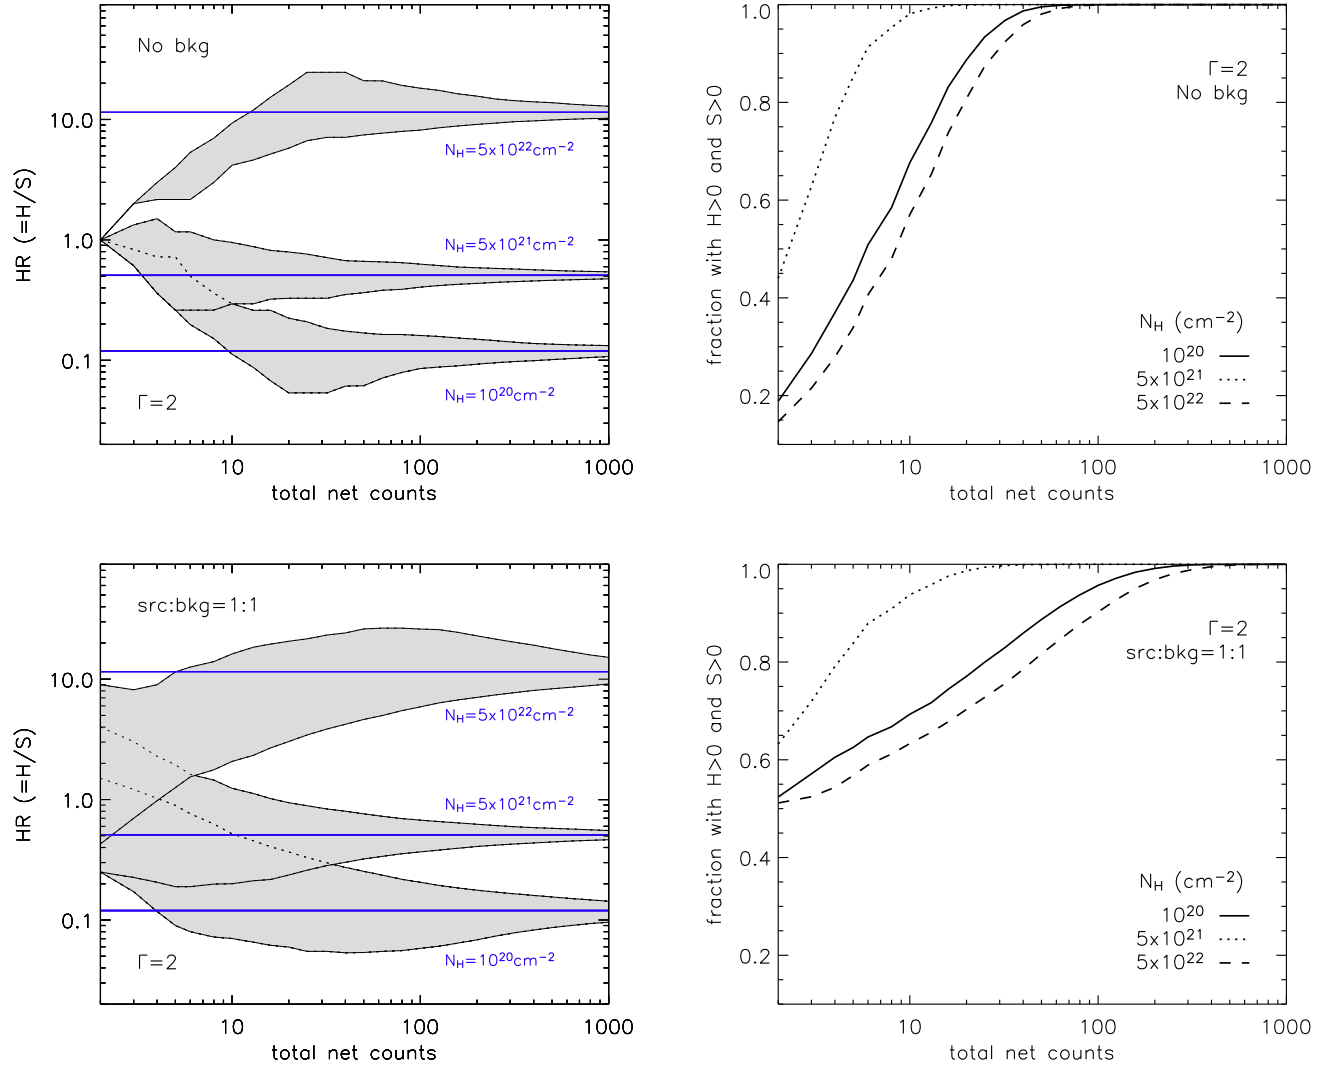 No bkg
10.0
N_H=5x10^22cm^-2
HR (=H/S)
1.0
N_H=5x10^21cm^-2
0.1
N_H=10^20cm^-2
Γ=2
10
100
1000
total net counts
1.0
Γ=2
No bkg
0.8
fraction with H>0 and S>0
0.6
0.4
N_H (cm^-2)
10^20
5x10^21
0.2
5x10^22
10
100
1000
total net counts
src:bkg=1:1
10.0
N_H=5x10^22cm^-2
HR (=H/S)
1.0
N_H=5x10^21cm^-2
0.1
Γ=2
N_H=10^20cm^-2
10
100
1000
total net counts
1.0
Γ=2
src:bkg=1:1
0.8
fraction with H>0 and S>0
0.6
0.4
N_H (cm^-2)
10^20
5x10^21
0.2
5x10^22
10
100
1000
total net counts